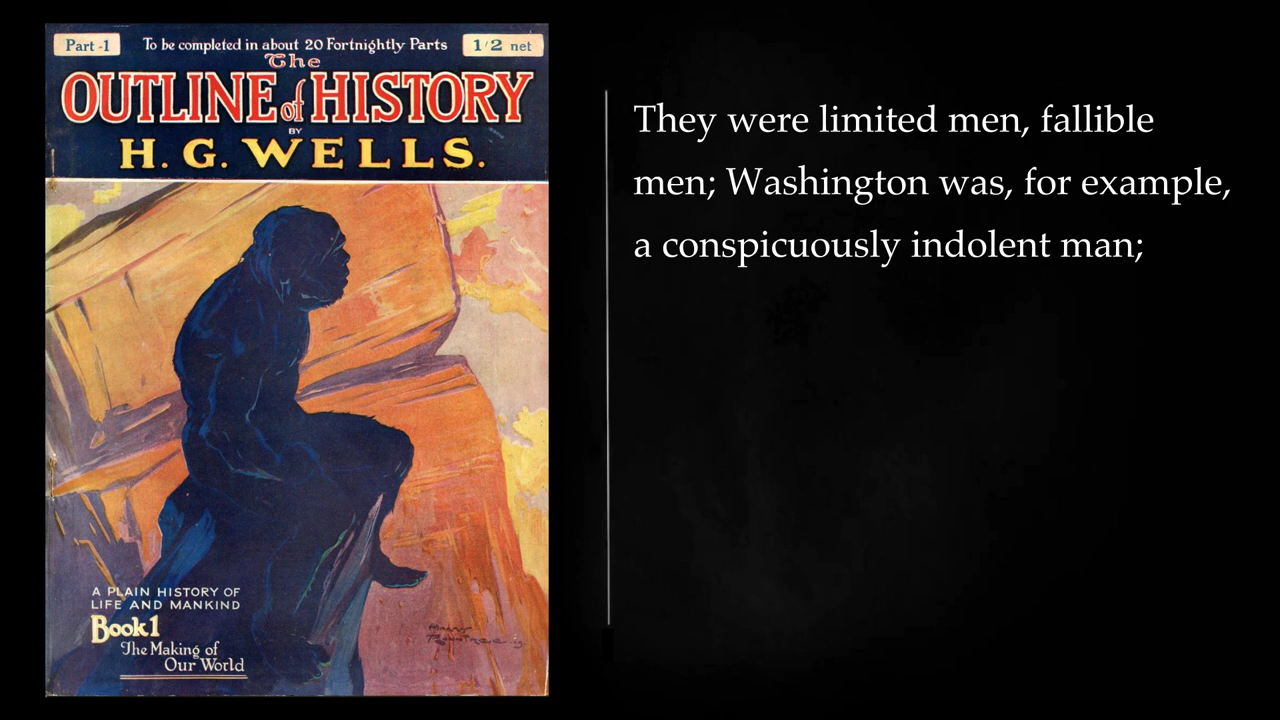 Part-1
To be completed in about 20 Fortnightly Parts
1/2 net
The
OUTLINE of HISTORY
BY
H. G. WELLS.
A PLAIN HISTORY OF
LIFE AND MANKIND
Book 1
The Making of
Our World
They were limited men, fallible
men; Washington was, for example,
a conspicuously indolent man;